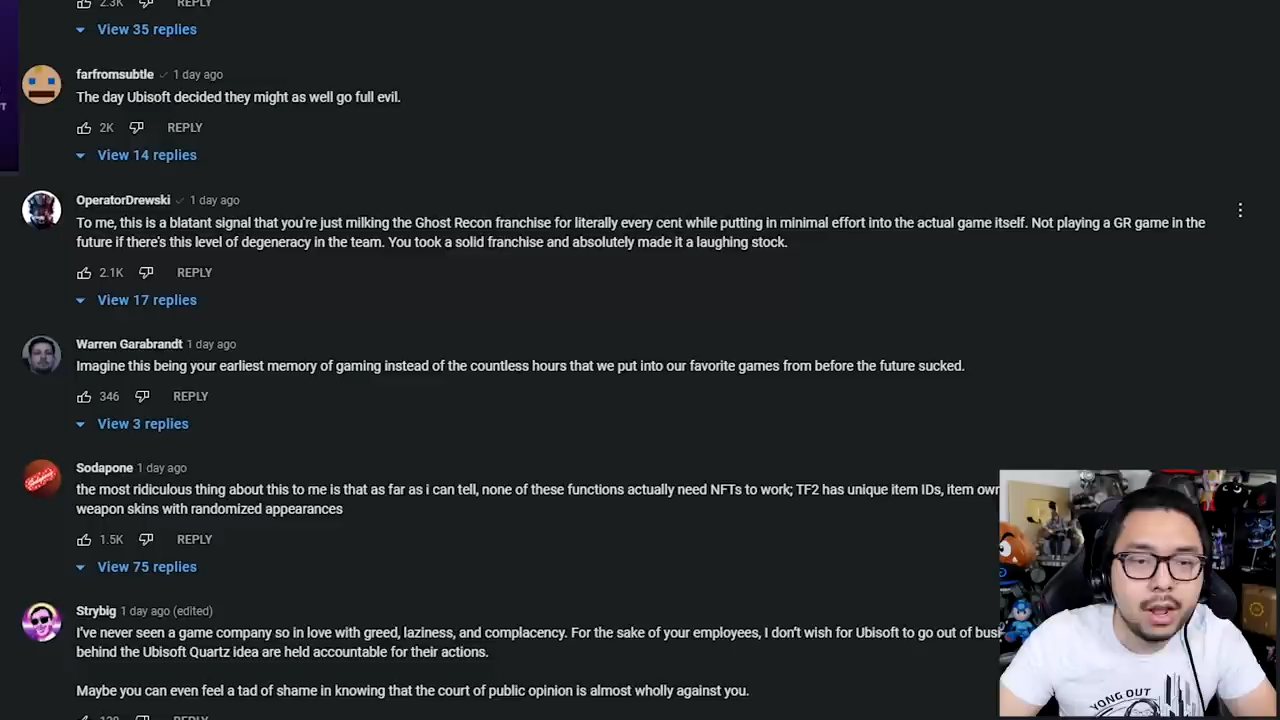 2.3K REPLY
View 35 replies
farfromsubtle 1 day ago
The day Ubisoft decided they might as well go full evil.
2K REPLY
View 14 replies
OperatorDrewski 1 day ago
To me, this is a blatant signal that you're just milking the Ghost Recon franchise for literally every cent while putting in minimal effort into the actual game itself. Not playing a GR game in the
future if there's this level of degeneracy in the team. You took a solid franchise and absolutely made it a laughing stock.
2.1K REPLY
View 17 replies
Warren Garabrandt 1 day ago
Imagine this being your earliest memory of gaming instead of the countless hours that we put into our favorite games from before the future sucked.
346 REPLY
View 3 replies
Sodapone 1 day ago
the most ridiculous thing about this to me is that as far as i can tell, none of these functions actually need NFTs to work; TF2 has unique item IDs, item own
weapon skins with randomized appearances
1.5K REPLY
View 75 replies
Strybig 1 day ago (edited)
I've never seen a game company so in love with greed, laziness, and complacency. For the sake of your employees, I don't wish for Ubisoft to go out of busi
behind the Ubisoft Quartz idea are held accountable for their actions.
Maybe you can even feel a tad of shame in knowing that the court of public opinion is almost wholly against you.
YONG OUT